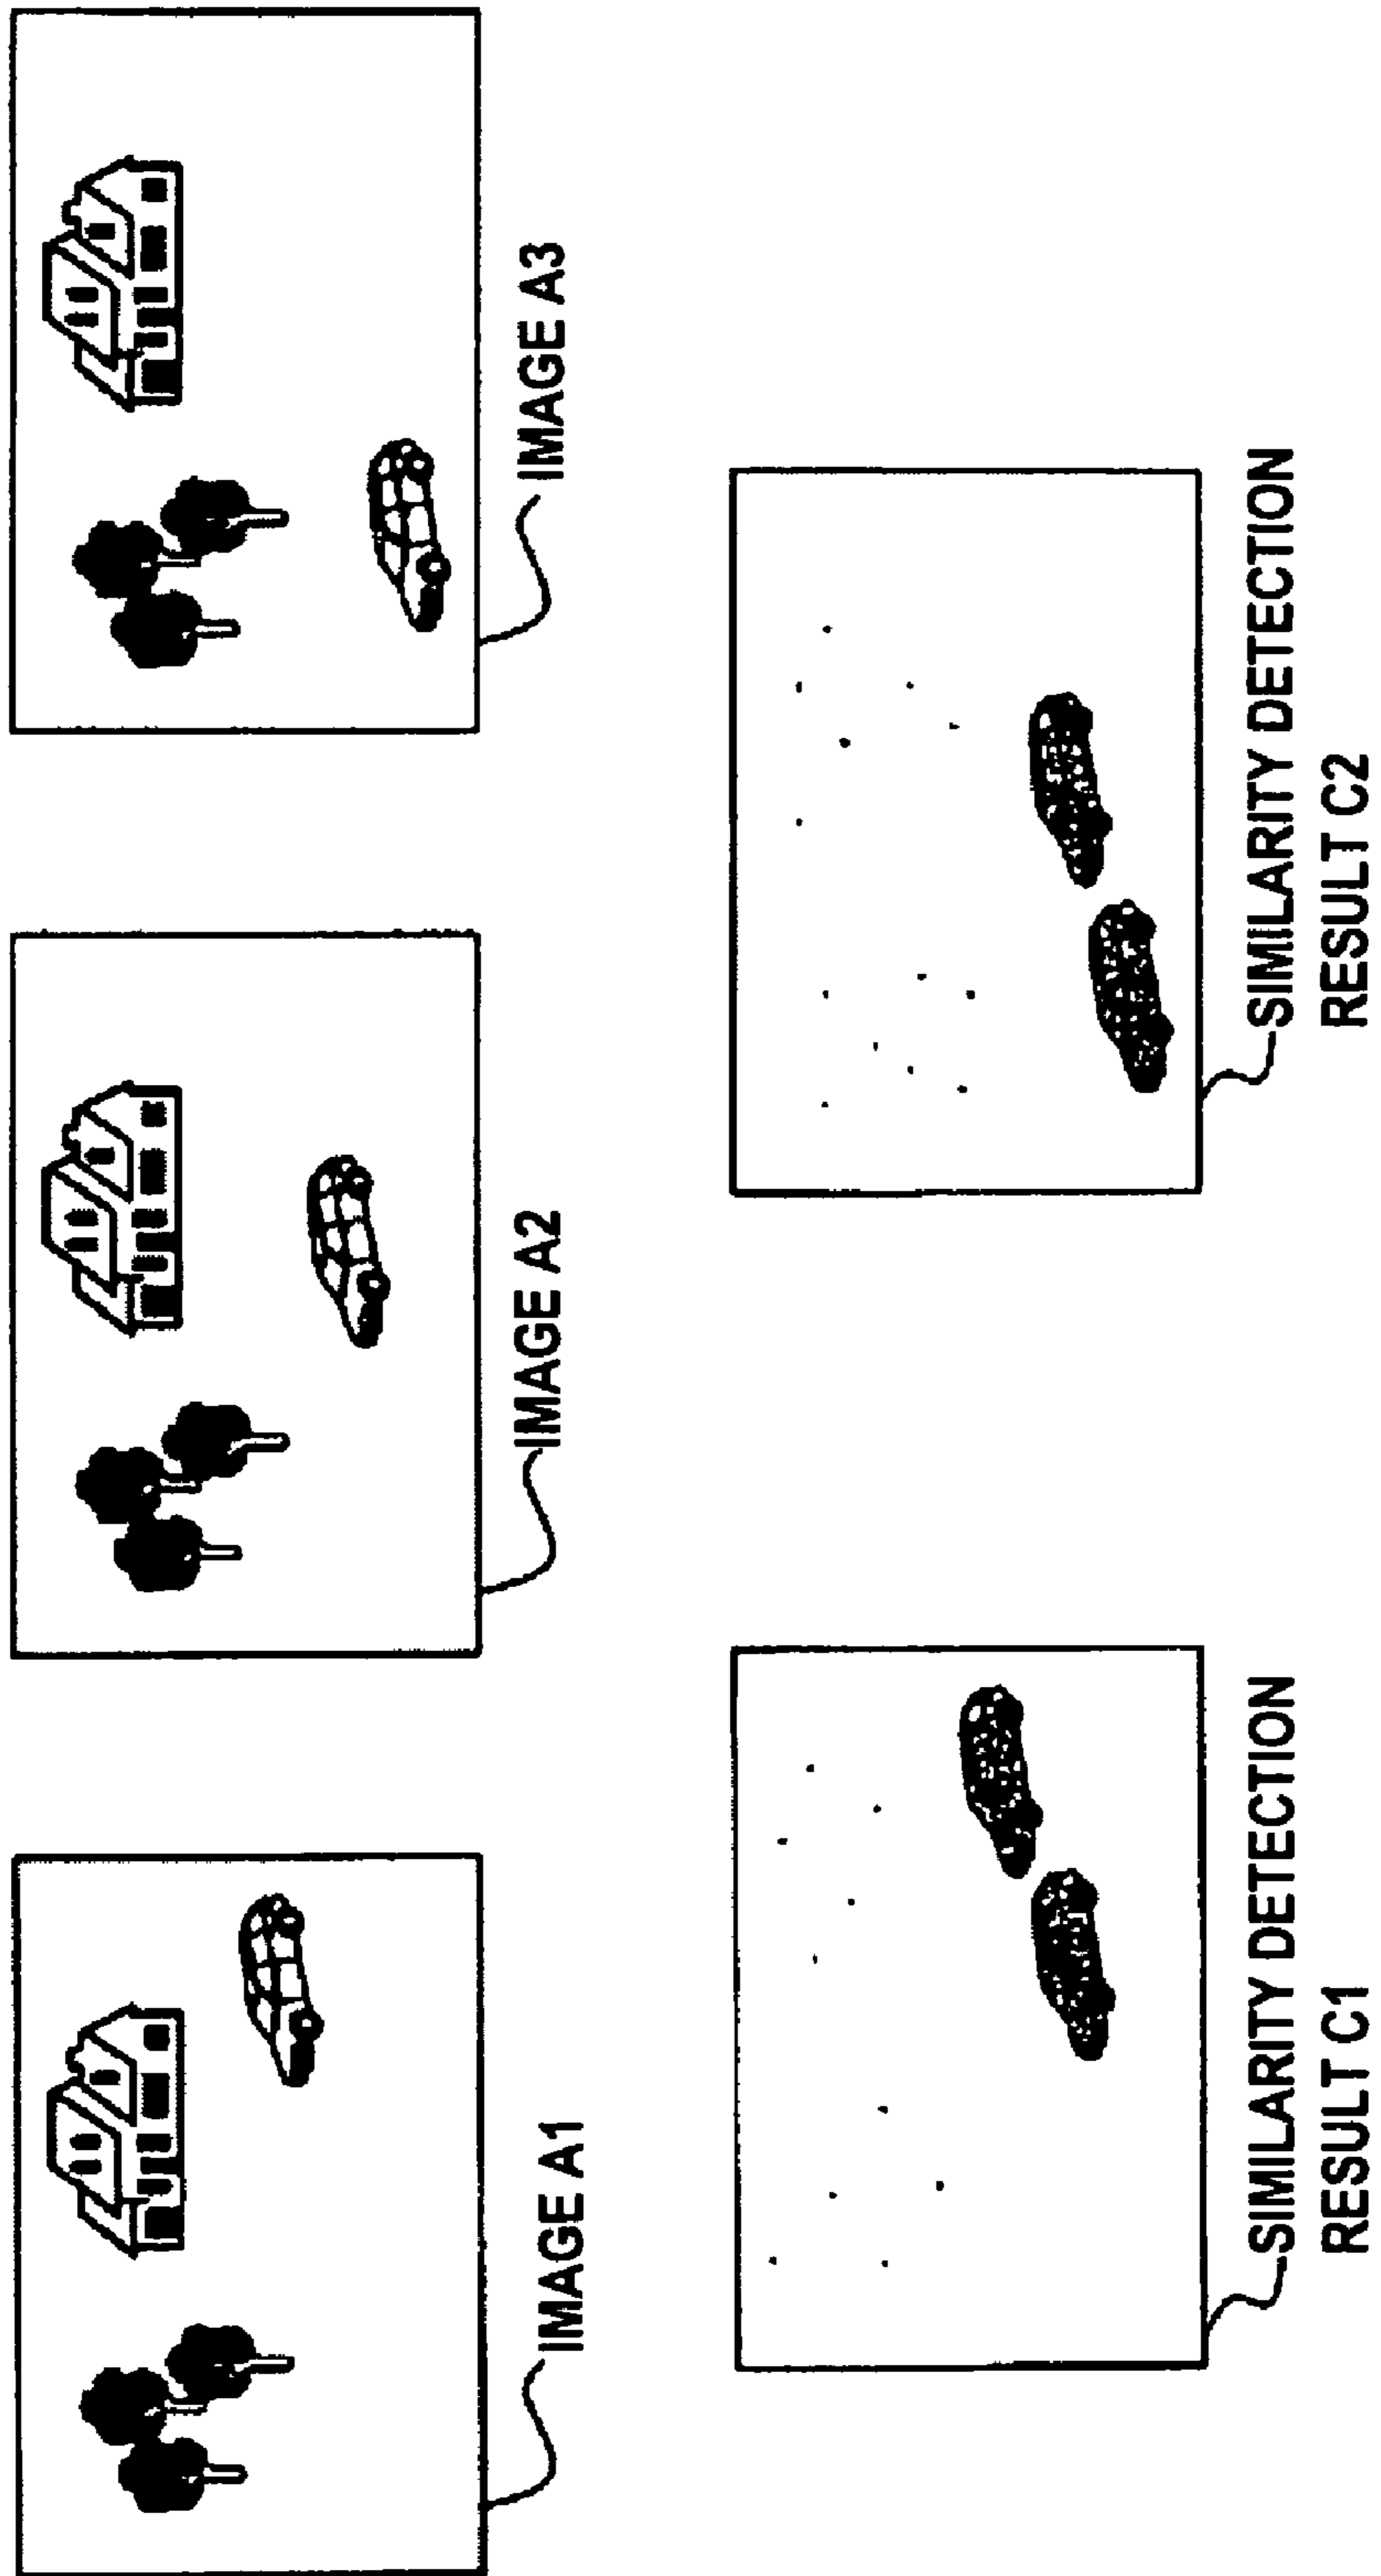 IMAGE A1
IMAGE A2
IMAGE A3
SIMILARITY DETECTION
RESULT C1
SIMILARITY DETECTION
RESULT C2